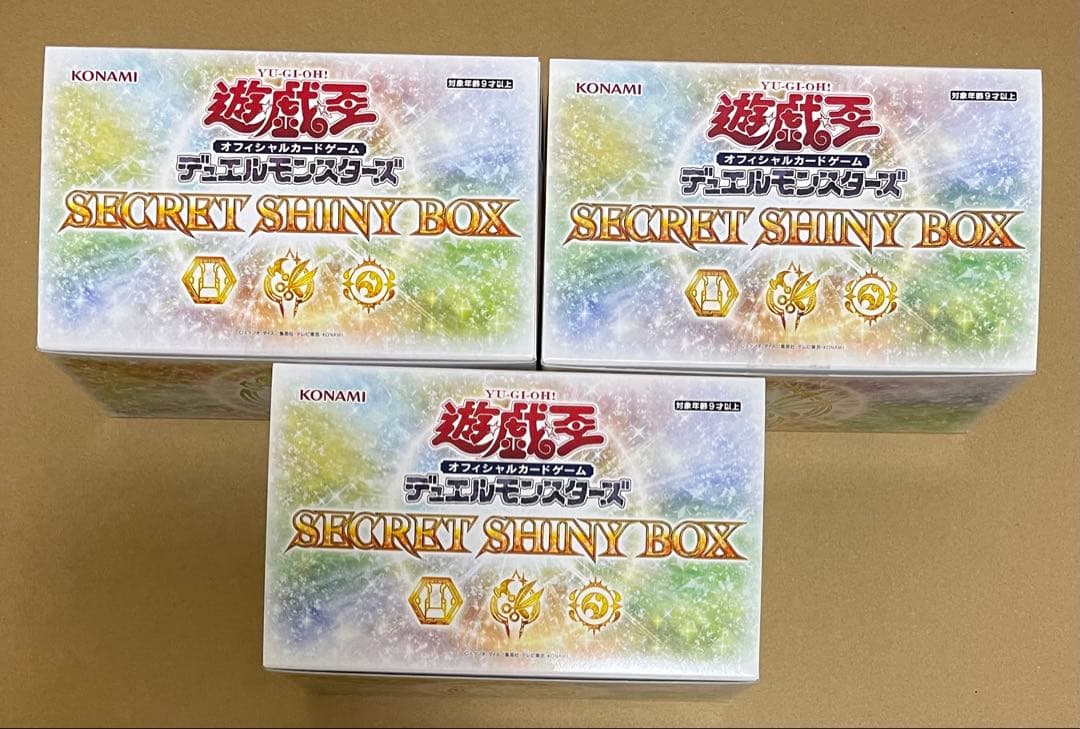 KONAMI
対象年齢9才以上
YU-GI-OH!
遊戯王
オフィシャルカードゲーム
デュエルモンスターズ
SECRET SHINY BOX
KONAMI
対象年齢9才以上
YU-GI-OH!
遊戯王
オフィシャルカードゲーム
デュエルモンスターズ
SECRET SHINY BOX
KONAMI
対象年齢9才以上
YU-GI-OH!
遊戯王
オフィシャルカードゲーム
デュエルモンスターズ
SECRET SHINY BOX